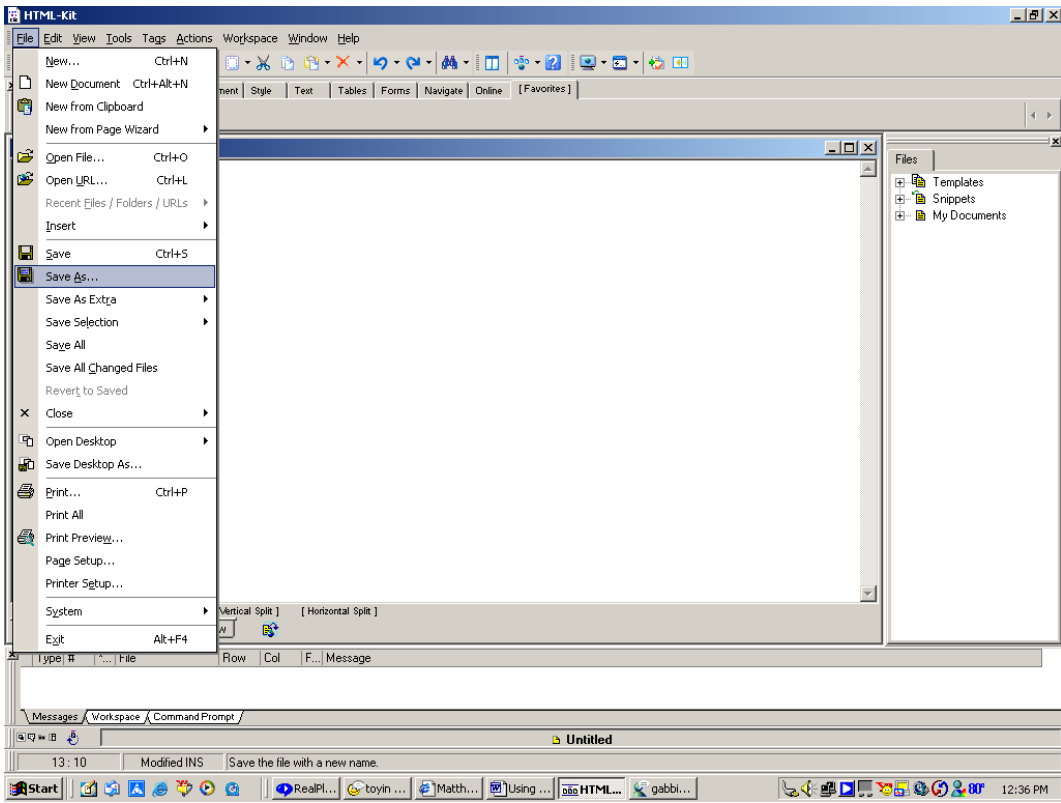 HTML-Kit
File Edit View Tools Tags Actions Workspace Window Help
New... Ctrl+N
New Document Ctrl+Alt+N
Style Text Tables Forms Navigate Online [Favorites]
New from Clipboard
New from Page Wizard
Open File... Ctrl+O
Open URL... Ctrl+L
Recent Files / Folders / URLs
Insert
Save Ctrl+S
Save As...
Save As Extra
Save Selection
Save All
Save All Changed Files
Revert to Saved
Close
Open Desktop
Save Desktop As...
Print... Ctrl+P
Print All
Print Preview...
Page Setup...
Printer Setup...
System
Exit Alt+F4
Files
Templates
Snippets
My Documents
Vertical Split ] [ Horizontal Split ]
Type # ^... File Row Col F... Message
Messages Workspace Command Prompt
Untitled
13:10 Modified INS Save the file with a new name.
Start RealPl... toyin ... Matth... Using ... HTML... gabbi... 80° 12:36 PM